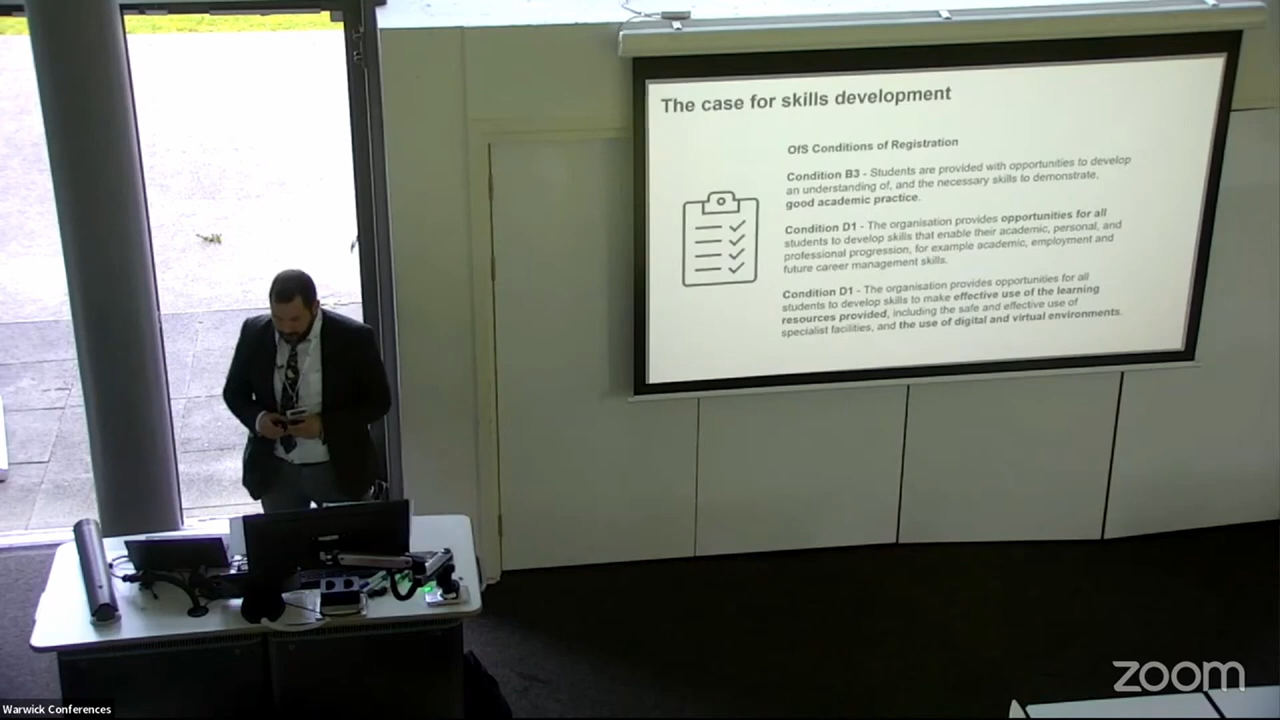 The case for skills development
OfS Conditions of Registration
Condition B3 - Students are provided with opportunities to develop
an understanding of, and the necessary skills to demonstrate,
good academic practice.
Condition D1 - The organisation provides opportunities for all
students to develop skills that enable their academic, personal, and
professional progression, for example academic, employment and
future career management skills.
Condition D1 - The organisation provides opportunities for all
students to develop skills to make effective use of the learning
resources provided, including the safe and effective use of
specialist facilities, and the use of digital and virtual environments.
zoom
Warwick Conferences